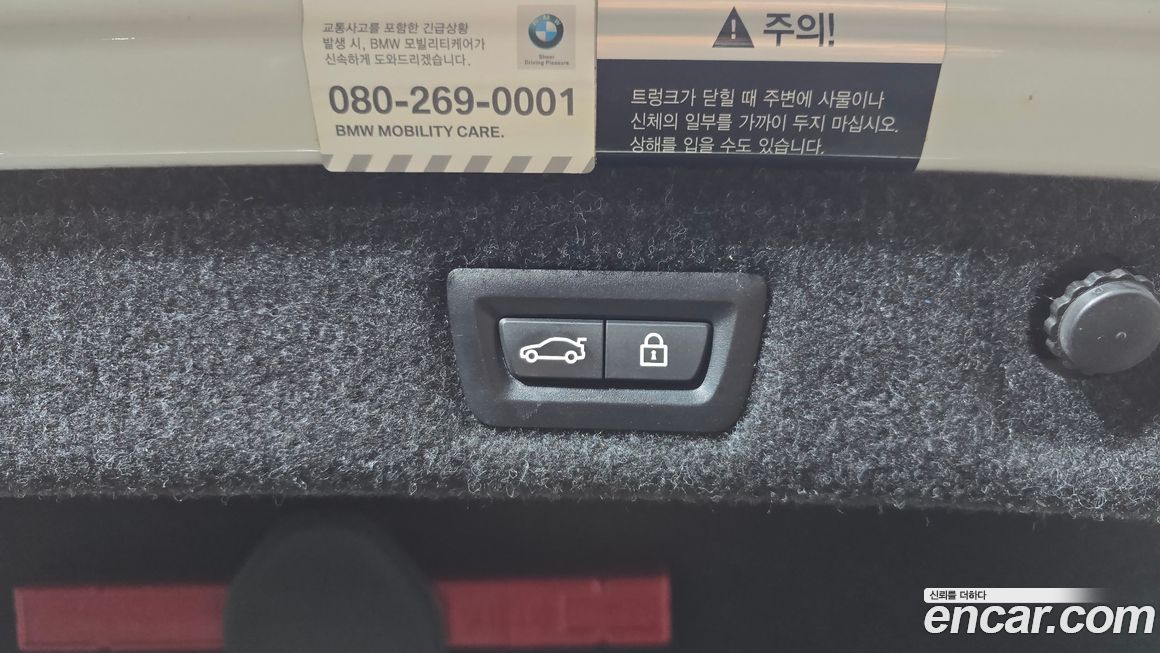 교통사고를 포함한 긴급상황
발생 시, BMW 모빌리티케어가
신속하게 도와드리겠습니다.
BMW
Sheer
Driving Pleasure
080-269-0001
BMW MOBILITY CARE.
주의!
트렁크가 닫힐 때 주변에 사물이나
신체의 일부를 가까이 두지 마십시오.
상해를 입을 수도 있습니다.
신뢰를 더하다
encar.com